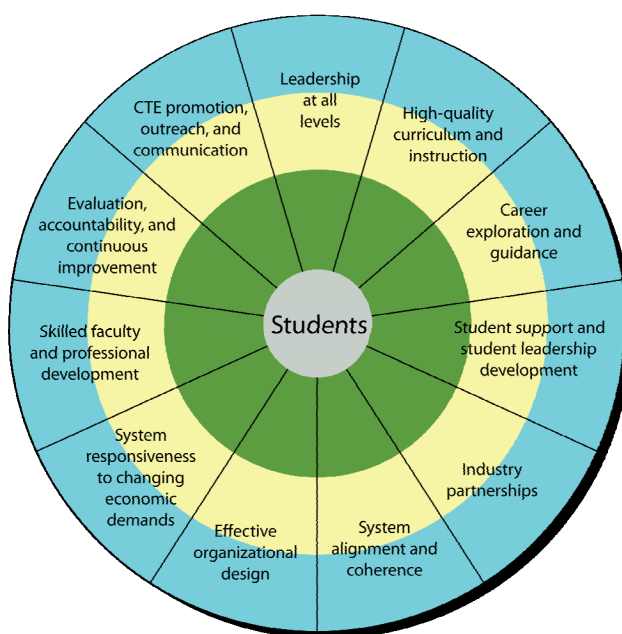 Leadership
at all
levels
High-quality
curriculum and
instruction
Career
exploration and
guidance
Student support and
student leadership
development
Industry
partnerships
System
alignment and
coherence
Effective
organizational
design
System
responsiveness
to changing
economic
demands
Skilled faculty
and professional
development
Evaluation,
accountability, and
continuous
improvement
CTE promotion,
outreach, and
communication
Students